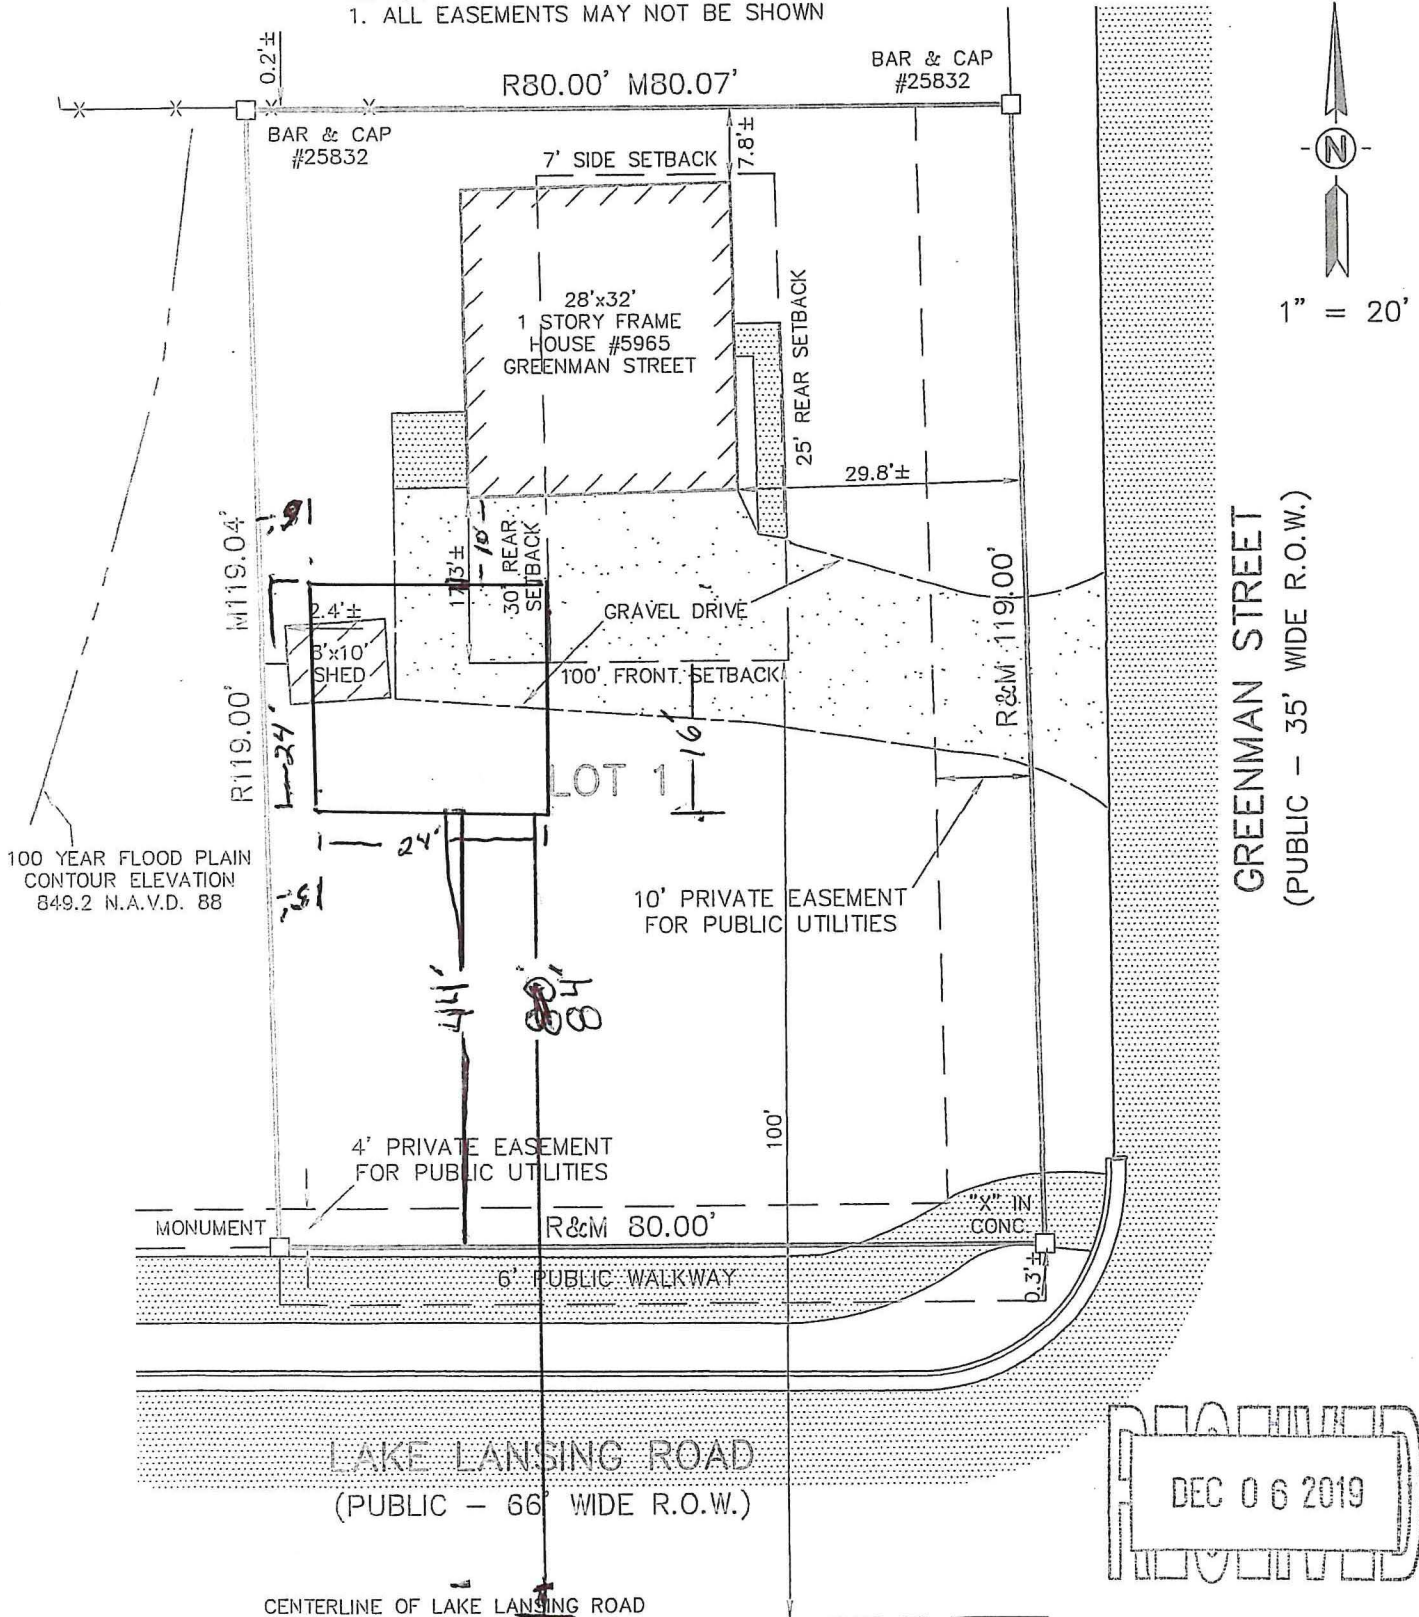 1. ALL EASEMENTS MAY NOT BE SHOWN
0.2'±
R80.00' M80.07'
BAR & CAP
#25832
BAR & CAP
#25832
N
1" = 20'
7' SIDE SETBACK
7.8'±
28'x32'
1 STORY FRAME
HOUSE #5965
GREENMAN STREET
25' REAR SETBACK
29.8'±
GREENMAN STREET
(PUBLIC - 35' WIDE R.O.W.)
R119.00' M119.04'
10'
30' REAR
SETBACK
2.4'±
8'x10'
SHED
GRAVEL DRIVE
100' FRONT SETBACK
R&M 119.00'
24'
16'
LOT 1
24'
100 YEAR FLOOD PLAIN
CONTOUR ELEVATION
849.2 N.A.V.D. 88
5'
10' PRIVATE EASEMENT
FOR PUBLIC UTILITIES
84'
100'
4' PRIVATE EASEMENT
FOR PUBLIC UTILITIES
MONUMENT
R&M 80.00'
"X" IN
CONC.
6' PUBLIC WALKWAY
0.3'±
LAKE LANSING ROAD
(PUBLIC - 66' WIDE R.O.W.)
RECEIVED
DEC 06 2019
CENTERLINE OF LAKE LANSING ROAD